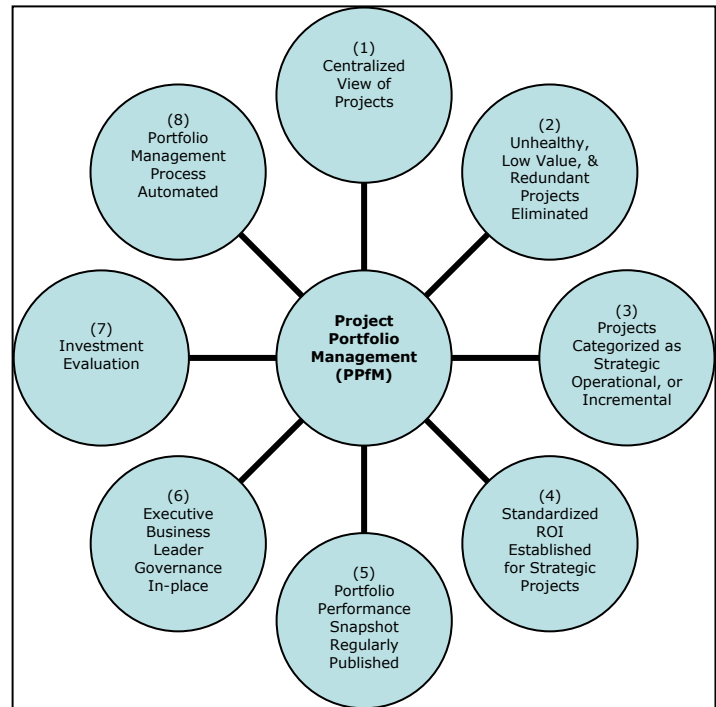 (1)
Centralized
View of
Projects
(2)
Unhealthy,
Low Value, &
Redundant
Projects
Eliminated
(3)
Projects
Categorized as
Strategic
Operational, or
Incremental
(4)
Standardized
ROI
Established
for Strategic
Projects
(5)
Portfolio
Performance
Snapshot
Regularly
Published
(6)
Executive
Business
Leader
Governance
In-place
(7)
Investment
Evaluation
(8)
Portfolio
Management
Process
Automated
Project
Portfolio
Management
(PPfM)